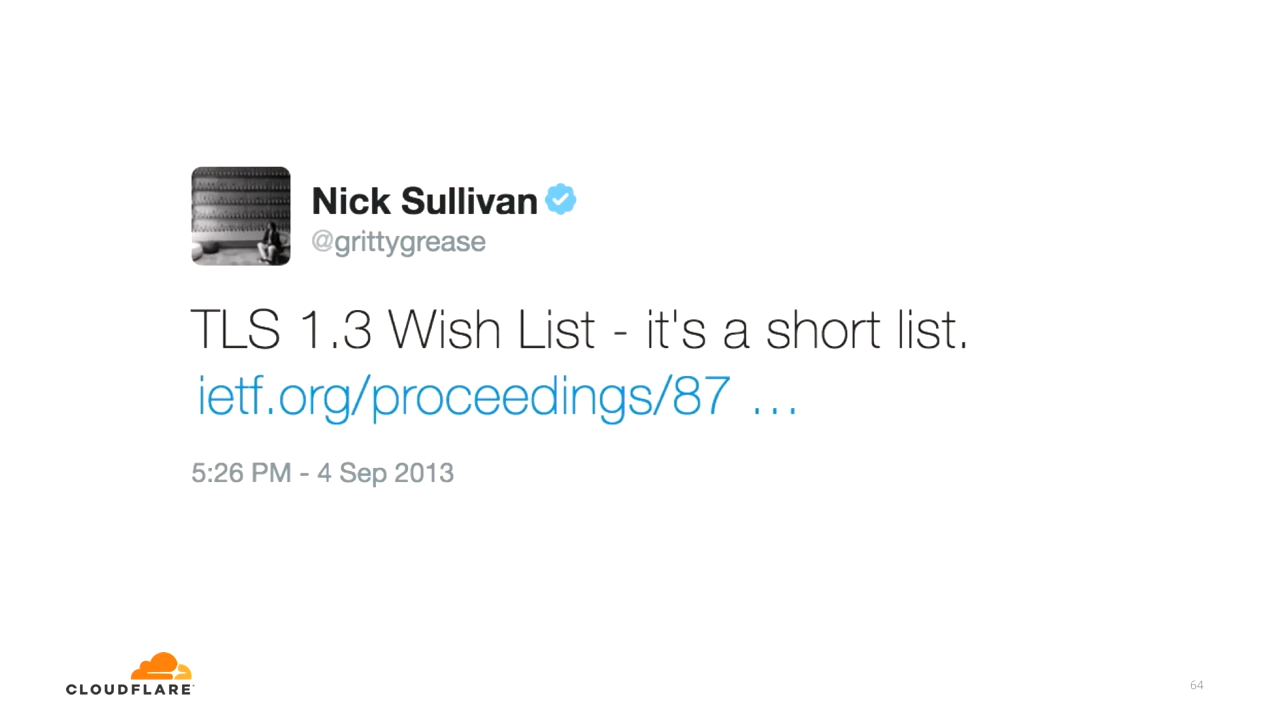 Nick Sullivan
@grittygrease
TLS 1.3 Wish List - it's a short list.
ietf.org/proceedings/87 …
5:26 PM - 4 Sep 2013
CLOUDFLARE
64